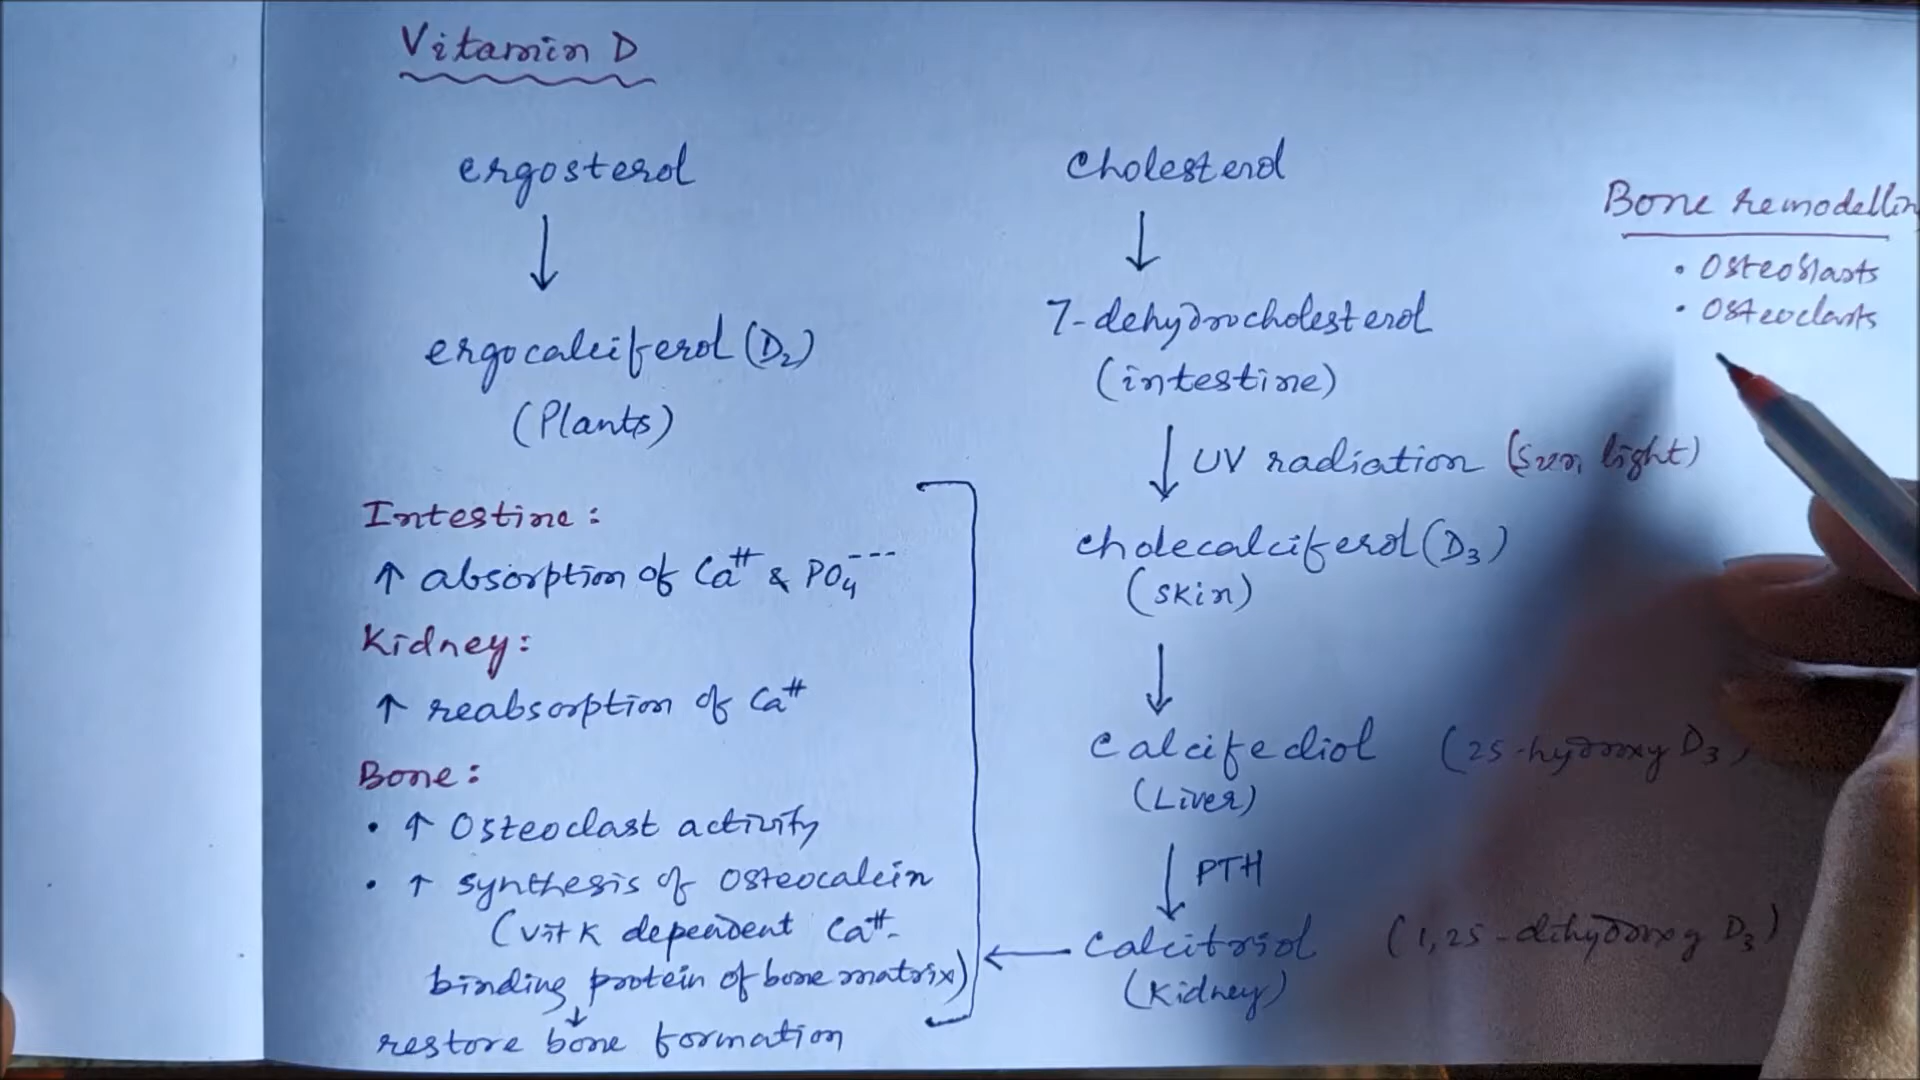 Vitamin D
ergosterol
↓
ergocalciferol (D₂)
(Plants)
Intestine:
↑ absorption of Ca⁺⁺ & PO₄⁻⁻⁻
Kidney:
↑ reabsorption of Ca⁺⁺
Bone:
• ↑ Osteoclast activity
• ↑ synthesis of Osteocalcin
(vit K dependent Ca⁺⁺-
binding protein of bone matrix)
↓
restore bone formation
Cholesterol
↓
7-dehydrocholesterol
(intestine)
↓ UV radiation (Sun light)
cholecalciferol (D₃)
(skin)
↓
Calcifediol (25-hydroxy D₃)
(Liver)
↓ PTH
← Calcitriol (1,25-dihydroxy D₃)
(Kidney)
Bone remodellin
• Osteoblasts
• Osteoclasts